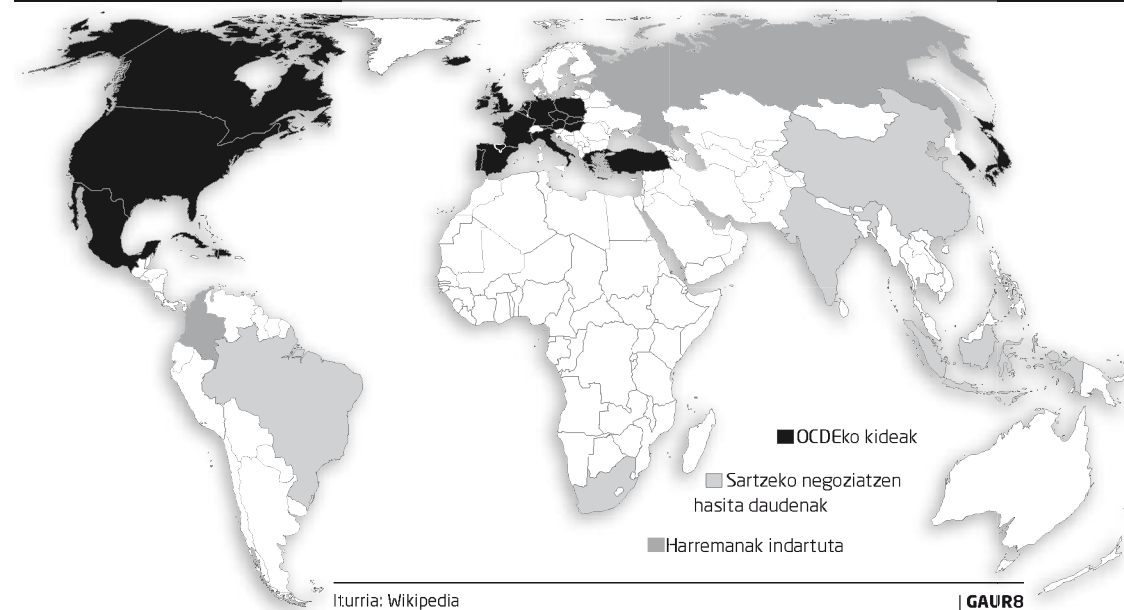 OCDEko kideak
Sartzeko negoziatzen
hasita daudenak
Harremanak indartuta
Iturria: Wikipedia
| GAUR8